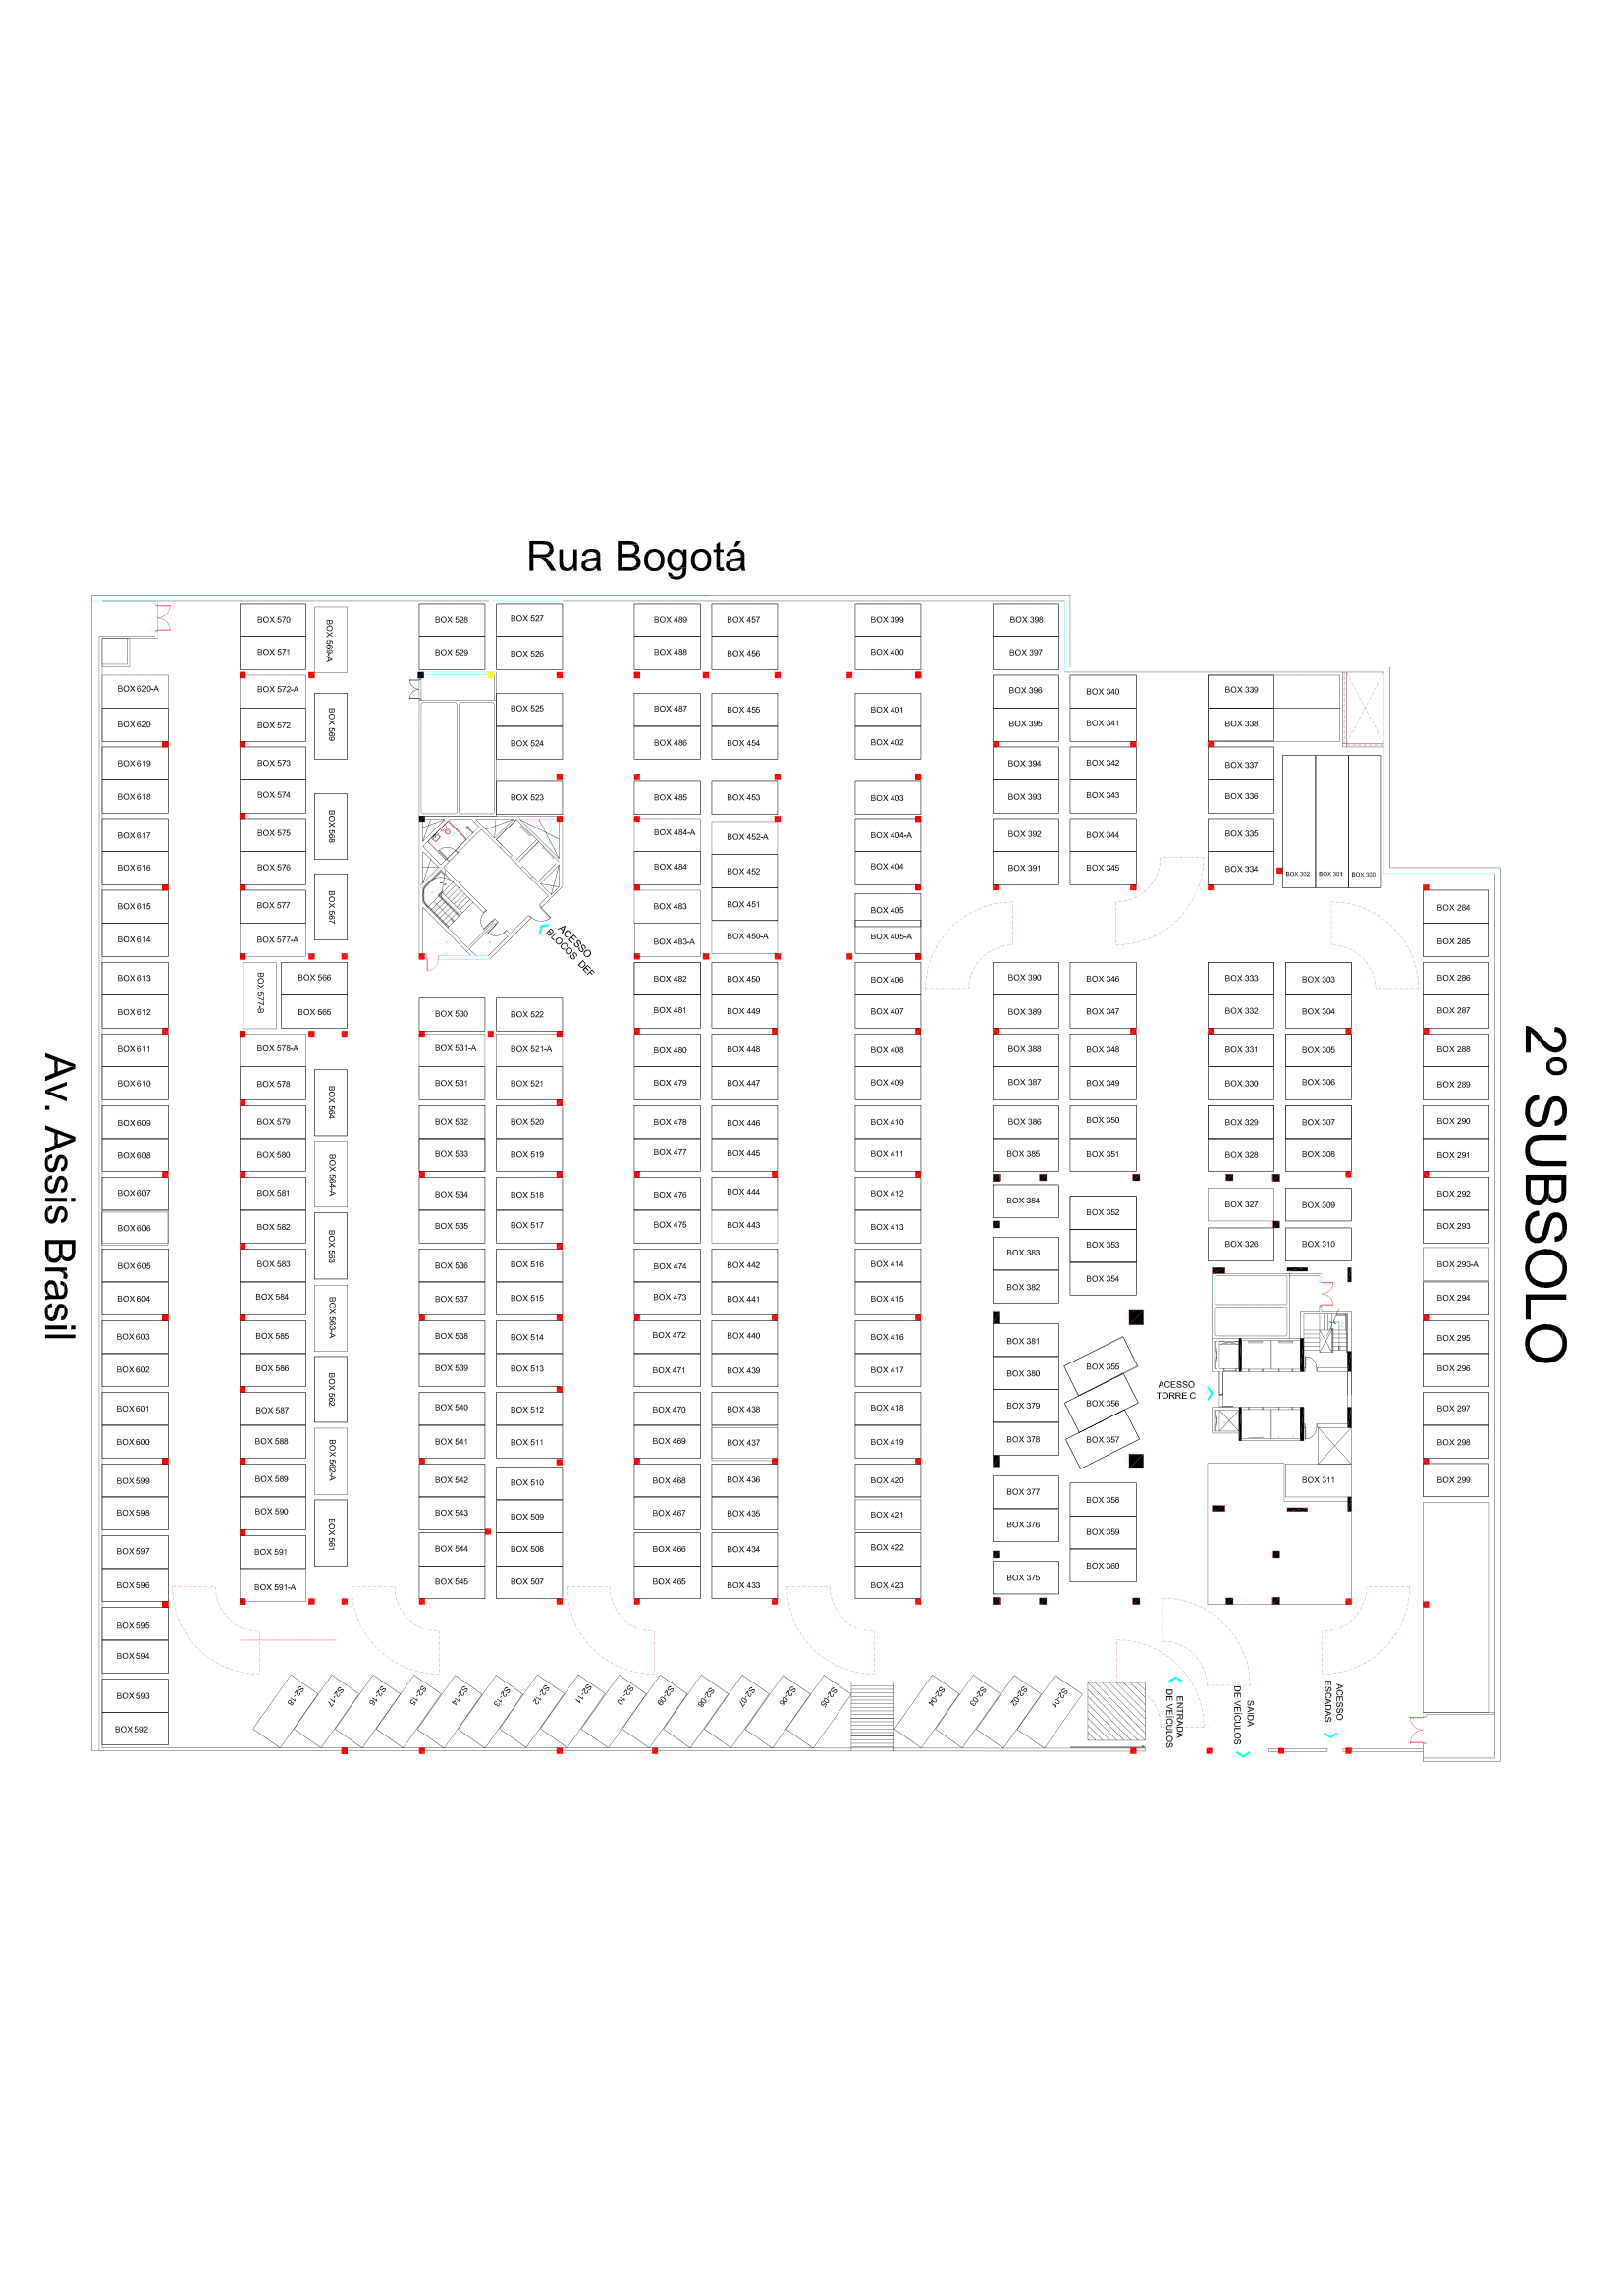 Rua Bogotá
Av. Assis Brasil
2º SUBSOLO
BOX 620-A
BOX 620
BOX 619
BOX 618
BOX 617
BOX 616
BOX 615
BOX 614
BOX 613
BOX 612
BOX 611
BOX 610
BOX 609
BOX 608
BOX 607
BOX 606
BOX 605
BOX 604
BOX 603
BOX 602
BOX 601
BOX 600
BOX 599
BOX 598
BOX 597
BOX 596
BOX 595
BOX 594
BOX 593
BOX 592
BOX 570
BOX 571
BOX 572-A
BOX 572
BOX 573
BOX 574
BOX 575
BOX 576
BOX 577
BOX 577-A
BOX 577-B
BOX 578-A
BOX 578
BOX 579
BOX 580
BOX 581
BOX 582
BOX 583
BOX 584
BOX 585
BOX 586
BOX 587
BOX 588
BOX 589
BOX 590
BOX 591
BOX 591-A
BOX 569-A
BOX 569
BOX 568
BOX 567
BOX 566
BOX 565
BOX 564
BOX 564-A
BOX 563
BOX 563-A
BOX 562
BOX 562-A
BOX 561
BOX 528
BOX 529
BOX 530
BOX 531-A
BOX 531
BOX 532
BOX 533
BOX 534
BOX 535
BOX 536
BOX 537
BOX 538
BOX 539
BOX 540
BOX 541
BOX 542
BOX 543
BOX 544
BOX 545
BOX 527
BOX 526
BOX 525
BOX 524
BOX 523
ACESSO
BLOCOS DEF
BOX 522
BOX 521-A
BOX 521
BOX 520
BOX 519
BOX 518
BOX 517
BOX 516
BOX 515
BOX 514
BOX 513
BOX 512
BOX 511
BOX 510
BOX 509
BOX 508
BOX 507
BOX 489
BOX 488
BOX 487
BOX 486
BOX 485
BOX 484-A
BOX 484
BOX 483
BOX 483-A
BOX 482
BOX 481
BOX 480
BOX 479
BOX 478
BOX 477
BOX 476
BOX 475
BOX 474
BOX 473
BOX 472
BOX 471
BOX 470
BOX 469
BOX 468
BOX 467
BOX 466
BOX 465
BOX 457
BOX 456
BOX 455
BOX 454
BOX 453
BOX 452-A
BOX 452
BOX 451
BOX 450-A
BOX 450
BOX 449
BOX 448
BOX 447
BOX 446
BOX 445
BOX 444
BOX 443
BOX 442
BOX 441
BOX 440
BOX 439
BOX 438
BOX 437
BOX 436
BOX 435
BOX 434
BOX 433
BOX 399
BOX 400
BOX 401
BOX 402
BOX 403
BOX 404-A
BOX 404
BOX 405
BOX 405-A
BOX 406
BOX 407
BOX 408
BOX 409
BOX 410
BOX 411
BOX 412
BOX 413
BOX 414
BOX 415
BOX 416
BOX 417
BOX 418
BOX 419
BOX 420
BOX 421
BOX 422
BOX 423
BOX 398
BOX 397
BOX 396
BOX 395
BOX 394
BOX 393
BOX 392
BOX 391
BOX 390
BOX 389
BOX 388
BOX 387
BOX 386
BOX 385
BOX 384
BOX 383
BOX 382
BOX 381
BOX 380
BOX 379
BOX 378
BOX 377
BOX 376
BOX 375
BOX 340
BOX 341
BOX 342
BOX 343
BOX 344
BOX 345
BOX 346
BOX 347
BOX 348
BOX 349
BOX 350
BOX 351
BOX 352
BOX 353
BOX 354
BOX 355
BOX 356
BOX 357
BOX 358
BOX 359
BOX 360
BOX 339
BOX 338
BOX 337
BOX 336
BOX 335
BOX 334
BOX 333
BOX 332
BOX 331
BOX 330
BOX 329
BOX 328
BOX 327
BOX 326
ACESSO
TORRE C
BOX 302
BOX 301
BOX 300
BOX 303
BOX 304
BOX 305
BOX 306
BOX 307
BOX 308
BOX 309
BOX 310
BOX 311
BOX 284
BOX 285
BOX 286
BOX 287
BOX 288
BOX 289
BOX 290
BOX 291
BOX 292
BOX 293
BOX 293-A
BOX 294
BOX 295
BOX 296
BOX 297
BOX 298
BOX 299
S2-18
S2-17
S2-16
S2-15
S2-14
S2-13
S2-12
S2-11
S2-10
S2-09
S2-08
S2-07
S2-06
S2-05
S2-04
S2-03
S2-02
S2-01
ENTRADA
DE VEÍCULOS
SAIDA
DE VEÍCULOS
ACESSO
ESCADAS